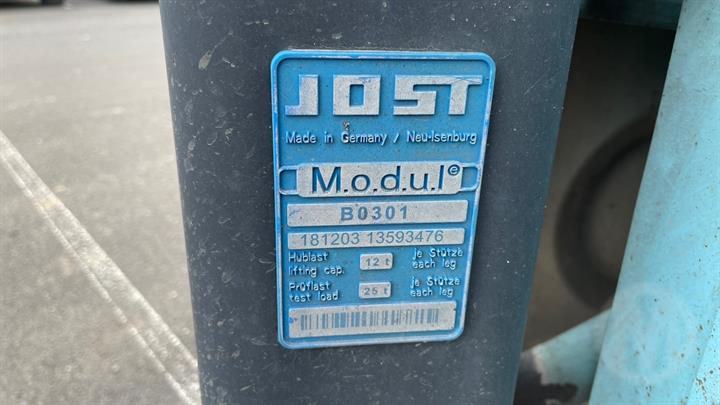 JOST
Made in Germany / Neu-Isenburg
M.o.d.u.l ®
B0301
181203 13593476
Hublast 12 t je Stütze
lifting cap. each leg
Prüflast 25 t je Stütze
test load each leg